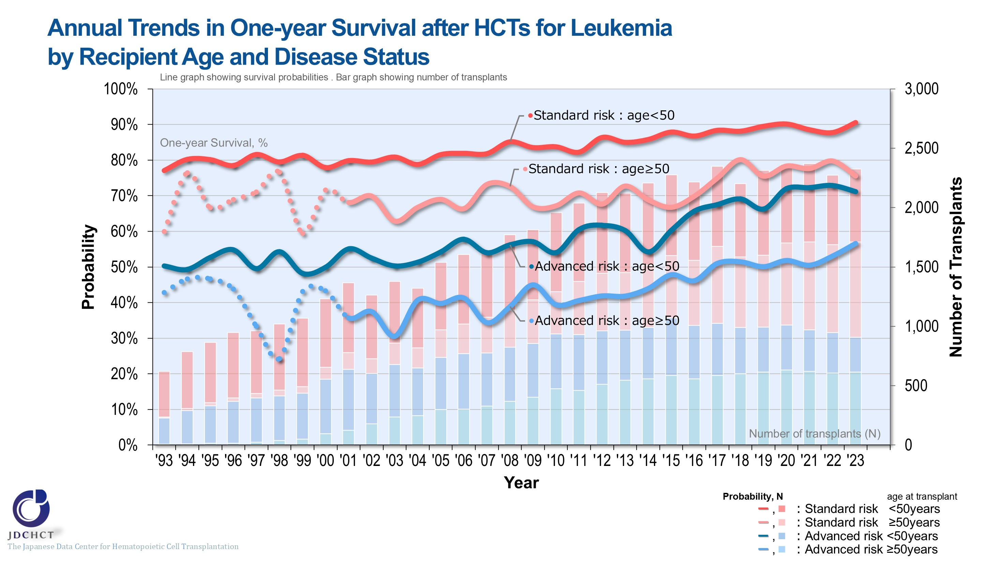 Annual Trends in One-year Survival after HCTs for Leukemia
by Recipient Age and Disease Status
Line graph showing survival probabilities . Bar graph showing number of transplants
100%
90%
80%
70%
60%
50%
40%
30%
20%
10%
0%
Probability
One-year Survival, %
Standard risk : age<50
Standard risk : age≥50
Advanced risk : age<50
Advanced risk : age≥50
Number of transplants (N)
3,000
2,500
2,000
1,500
1,000
500
0
Number of Transplants
'93 '94 '95 '96 '97 '98 '99 '00 '01 '02 '03 '04 '05 '06 '07 '08 '09 '10 '11 '12 '13 '14 '15 '16 '17 '18 '19 '20 '21 '22 '23
Year
Probability, N age at transplant
, : Standard risk <50years
, : Standard risk ≥50years
, : Advanced risk <50years
, : Advanced risk ≥50years
JDCHCT
The Japanese Data Center for Hematopoietic Cell Transplantation